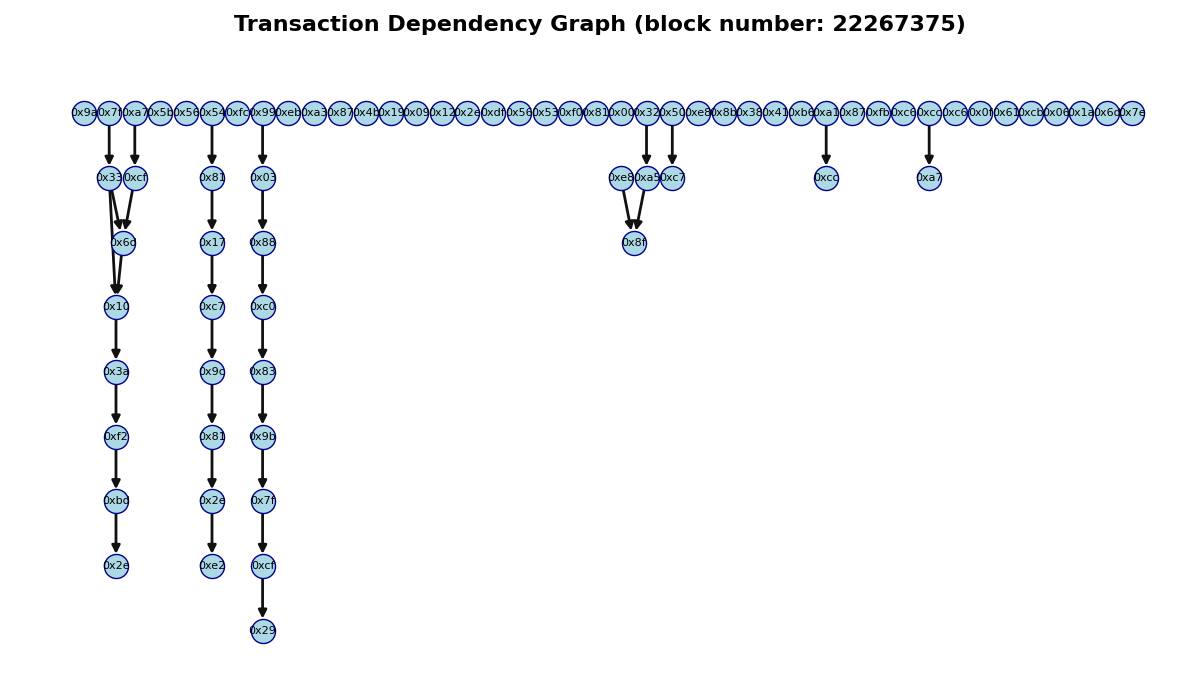 Transaction Dependency Graph (block number: 22267375)
0x9a 0x7f 0xa7 0x5b 0x56 0x54 0xfc 0x99 0xeb 0xa3 0x87 0x4b 0x19 0x09 0x12 0x2e 0xdf 0x56 0x53 0xf0 0x81 0x00 0x32 0x50 0xe8 0x8b 0x38 0x41 0xb6 0xa1 0x87 0xfb 0xc6 0xcc 0xc6 0x0f 0x61 0xcb 0x06 0x1a 0x6d 0x7e
0x33 0xcf 0x81 0x03 0xe8 0xa5 0xc7 0xcc 0xa7
0x6d 0x17 0x88 0x8f
0x10 0xc7 0xc0
0x3a 0x9c 0x83
0xf2 0x81 0x9b
0xbd 0x2e 0x7f
0x2e 0xe2 0xcf
0x29